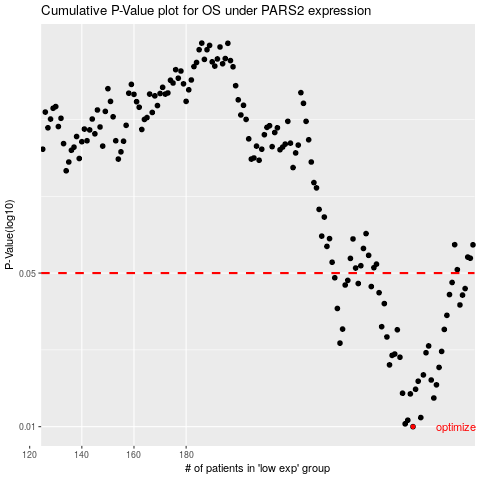 Cumulative P-Value plot for OS under PARS2 expression
P-Value(log10)
0.05
0.01
optimize
120 140 160 180
# of patients in 'low exp' group